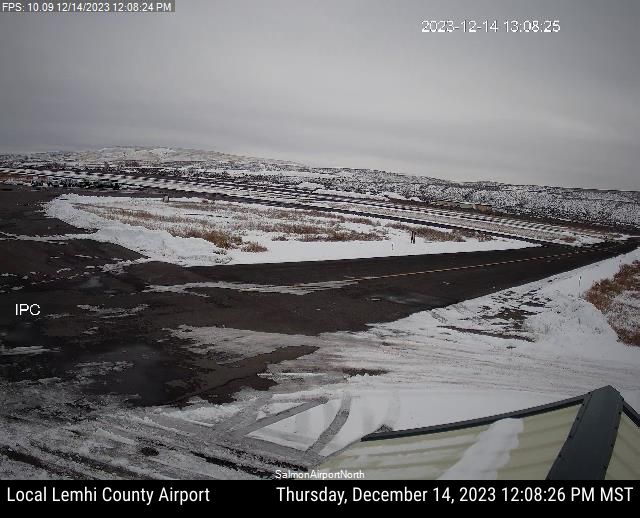 FPS: 10.09 12/14/2023 12:08:24 PM
2023-12-14 13:08:25
IPC
SalmonAirportNorth
Local Lemhi County Airport Thursday, December 14, 2023 12:08:26 PM MST